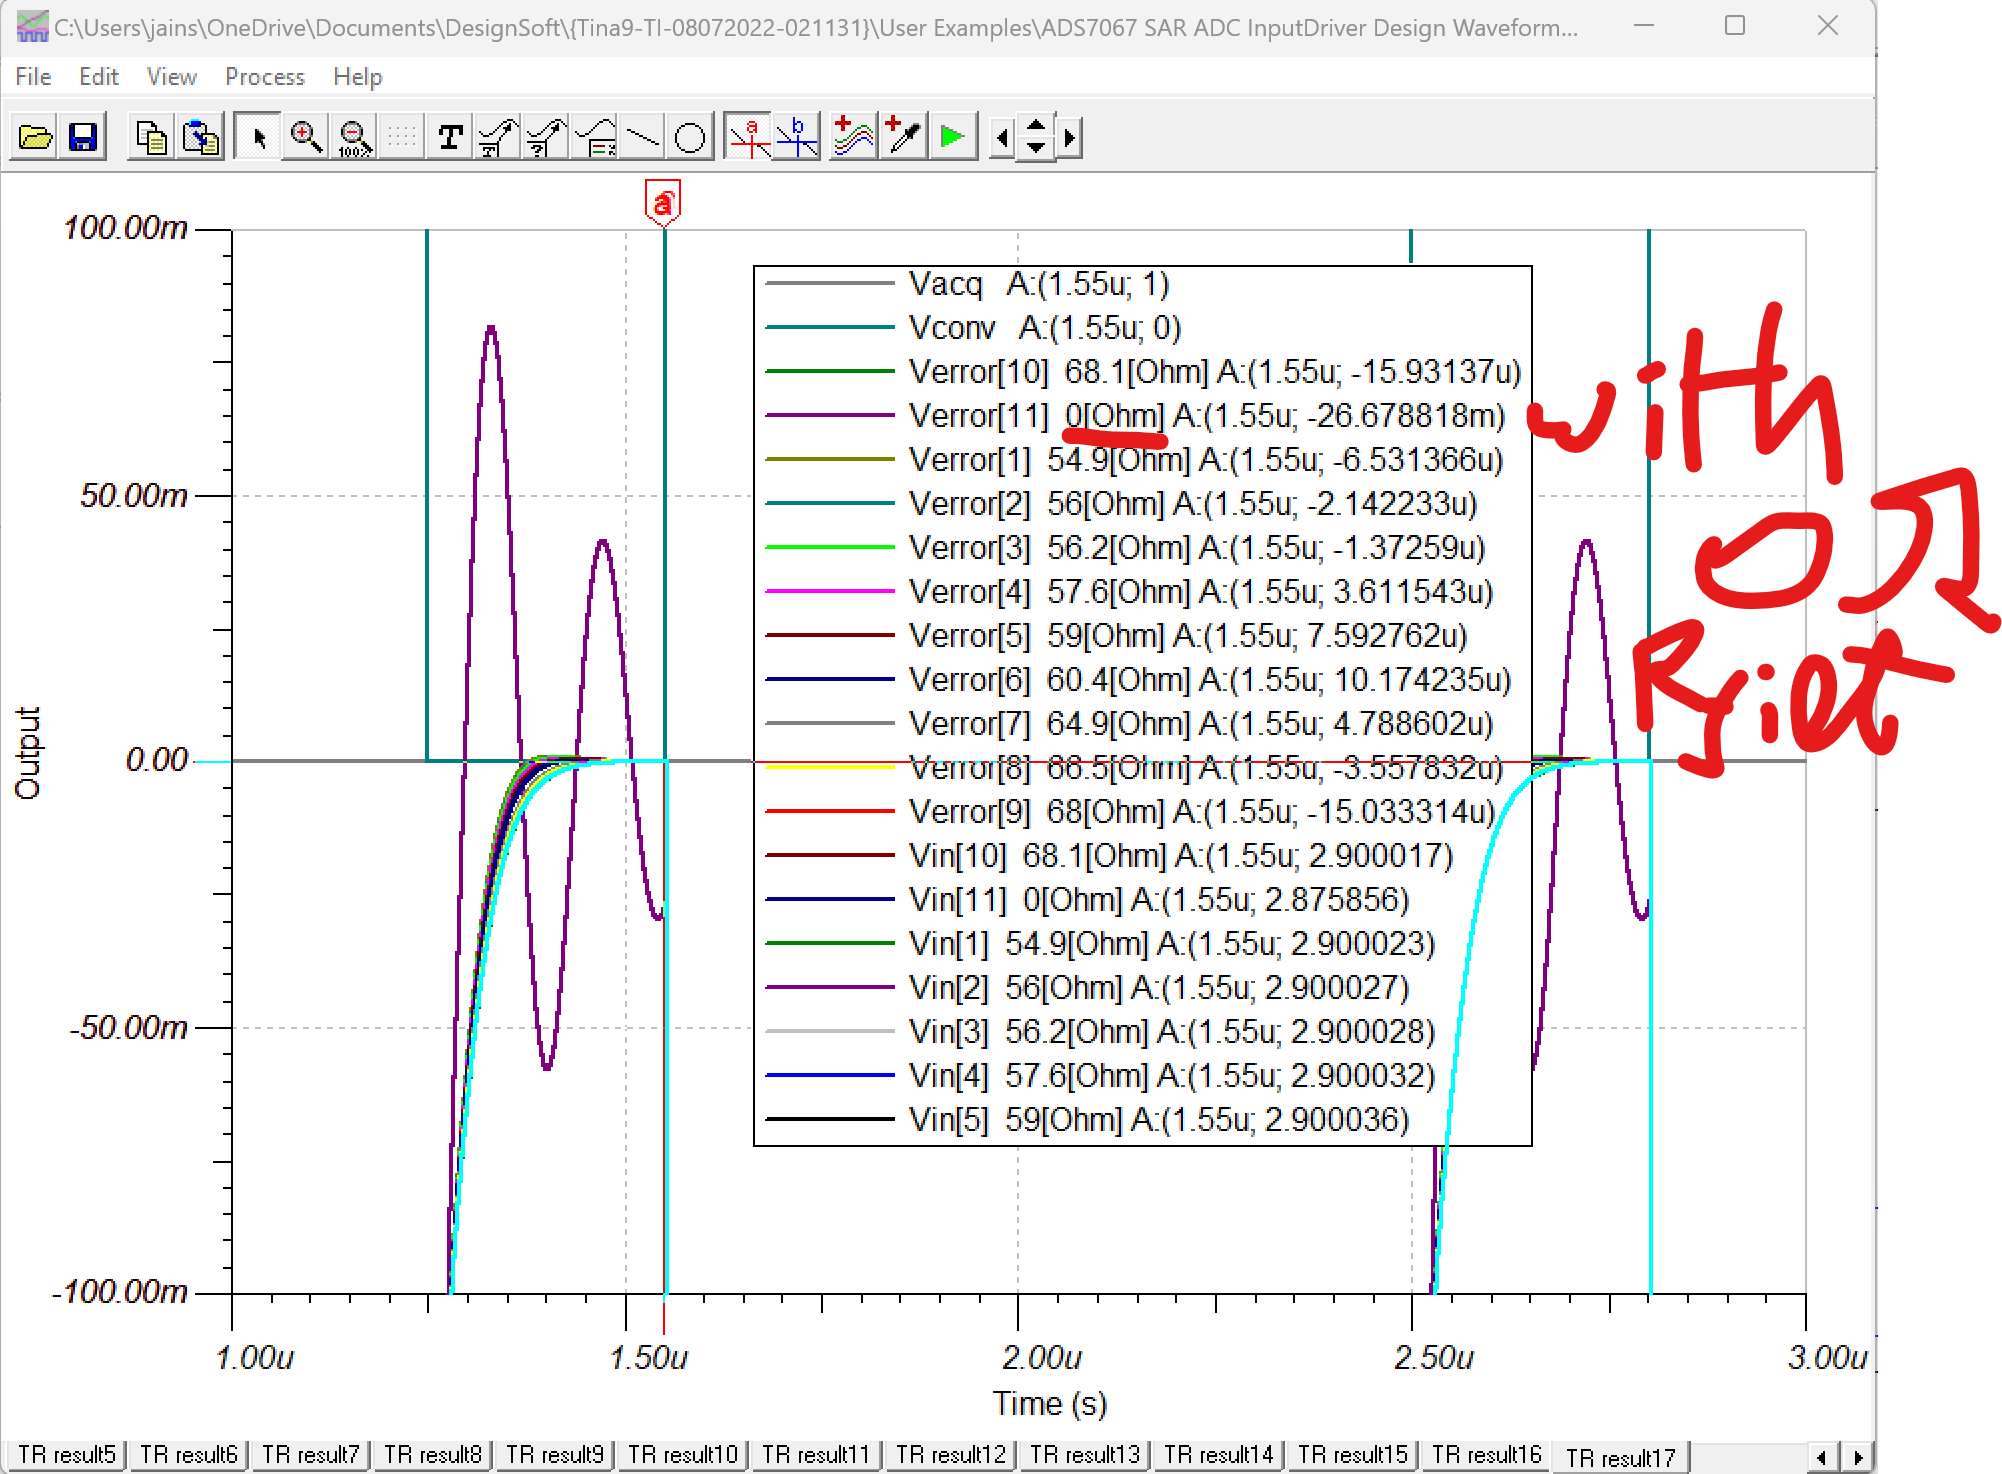 C:\Users\jains\OneDrive\Documents\DesignSoft\{Tina9-TI-08072022-021131}\User Examples\ADS7067 SAR ADC InputDriver Design Waveform...
File Edit View Process Help
T
100%
a
b
a
100.00m
50.00m
0.00
-50.00m
-100.00m
Output
Vacq A:(1.55u; 1)
Vconv A:(1.55u; 0)
Verror[10] 68.1[Ohm] A:(1.55u; -15.93137u)
Verror[11] 0[Ohm] A:(1.55u; -26.678818m)
Verror[1] 54.9[Ohm] A:(1.55u; -6.531366u)
Verror[2] 56[Ohm] A:(1.55u; -2.142233u)
Verror[3] 56.2[Ohm] A:(1.55u; -1.37259u)
Verror[4] 57.6[Ohm] A:(1.55u; 3.611543u)
Verror[5] 59[Ohm] A:(1.55u; 7.592762u)
Verror[6] 60.4[Ohm] A:(1.55u; 10.174235u)
Verror[7] 64.9[Ohm] A:(1.55u; 4.788602u)
Verror[8] 66.5[Ohm] A:(1.55u; -3.557832u)
Verror[9] 68[Ohm] A:(1.55u; -15.033314u)
Vin[10] 68.1[Ohm] A:(1.55u; 2.900017)
Vin[11] 0[Ohm] A:(1.55u; 2.875856)
Vin[1] 54.9[Ohm] A:(1.55u; 2.900023)
Vin[2] 56[Ohm] A:(1.55u; 2.900027)
Vin[3] 56.2[Ohm] A:(1.55u; 2.900028)
Vin[4] 57.6[Ohm] A:(1.55u; 2.900032)
Vin[5] 59[Ohm] A:(1.55u; 2.900036)
with
0Ω
1.00u 1.50u 2.00u 2.50u 3.00u
Time (s)
TR result5 TR result6 TR result7 TR result8 TR result9 TR result10 TR result11 TR result12 TR result13 TR result14 TR result15 TR result16 TR result17